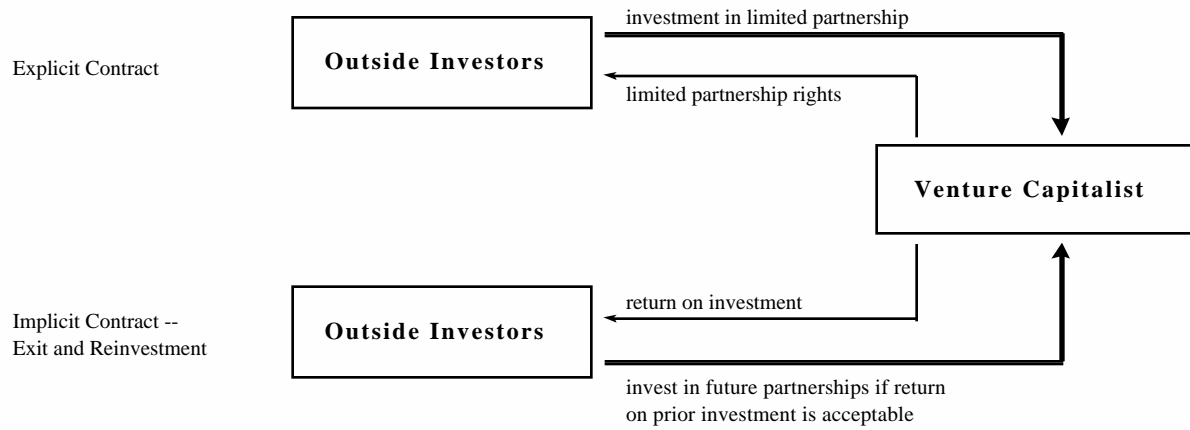 investment in limited partnership
Explicit Contract
Outside Investors
limited partnership rights
Venture Capitalist
return on investment
Implicit Contract --
Exit and Reinvestment
Outside Investors
invest in future partnerships if return
on prior investment is acceptable